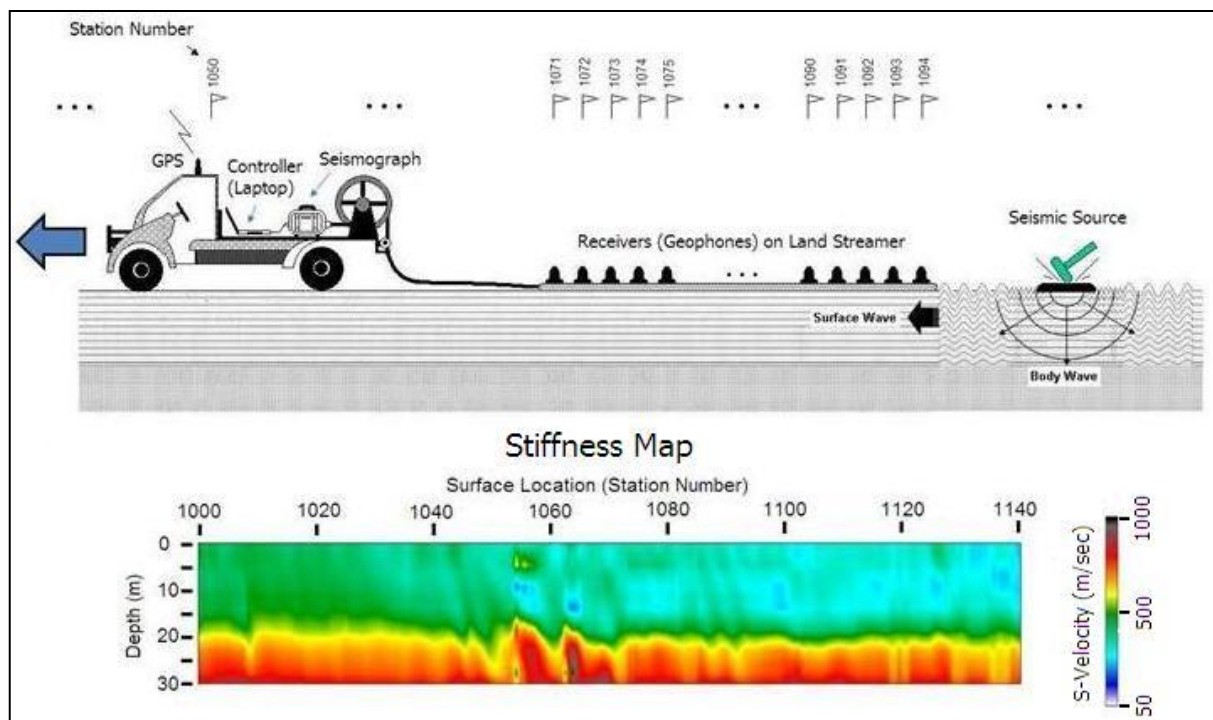 Station Number
1050
1071
1072
1073
1074
1075
1090
1091
1092
1093
1094
GPS
Controller
(Laptop)
Seismograph
Receivers (Geophones) on Land Streamer
Seismic Source
Surface Wave
Body Wave
Stiffness Map
Surface Location (Station Number)
1000 1020 1040 1060 1080 1100 1120 1140
Depth (m)
0
10
20
30
S-Velocity (m/sec)
1000
500
50